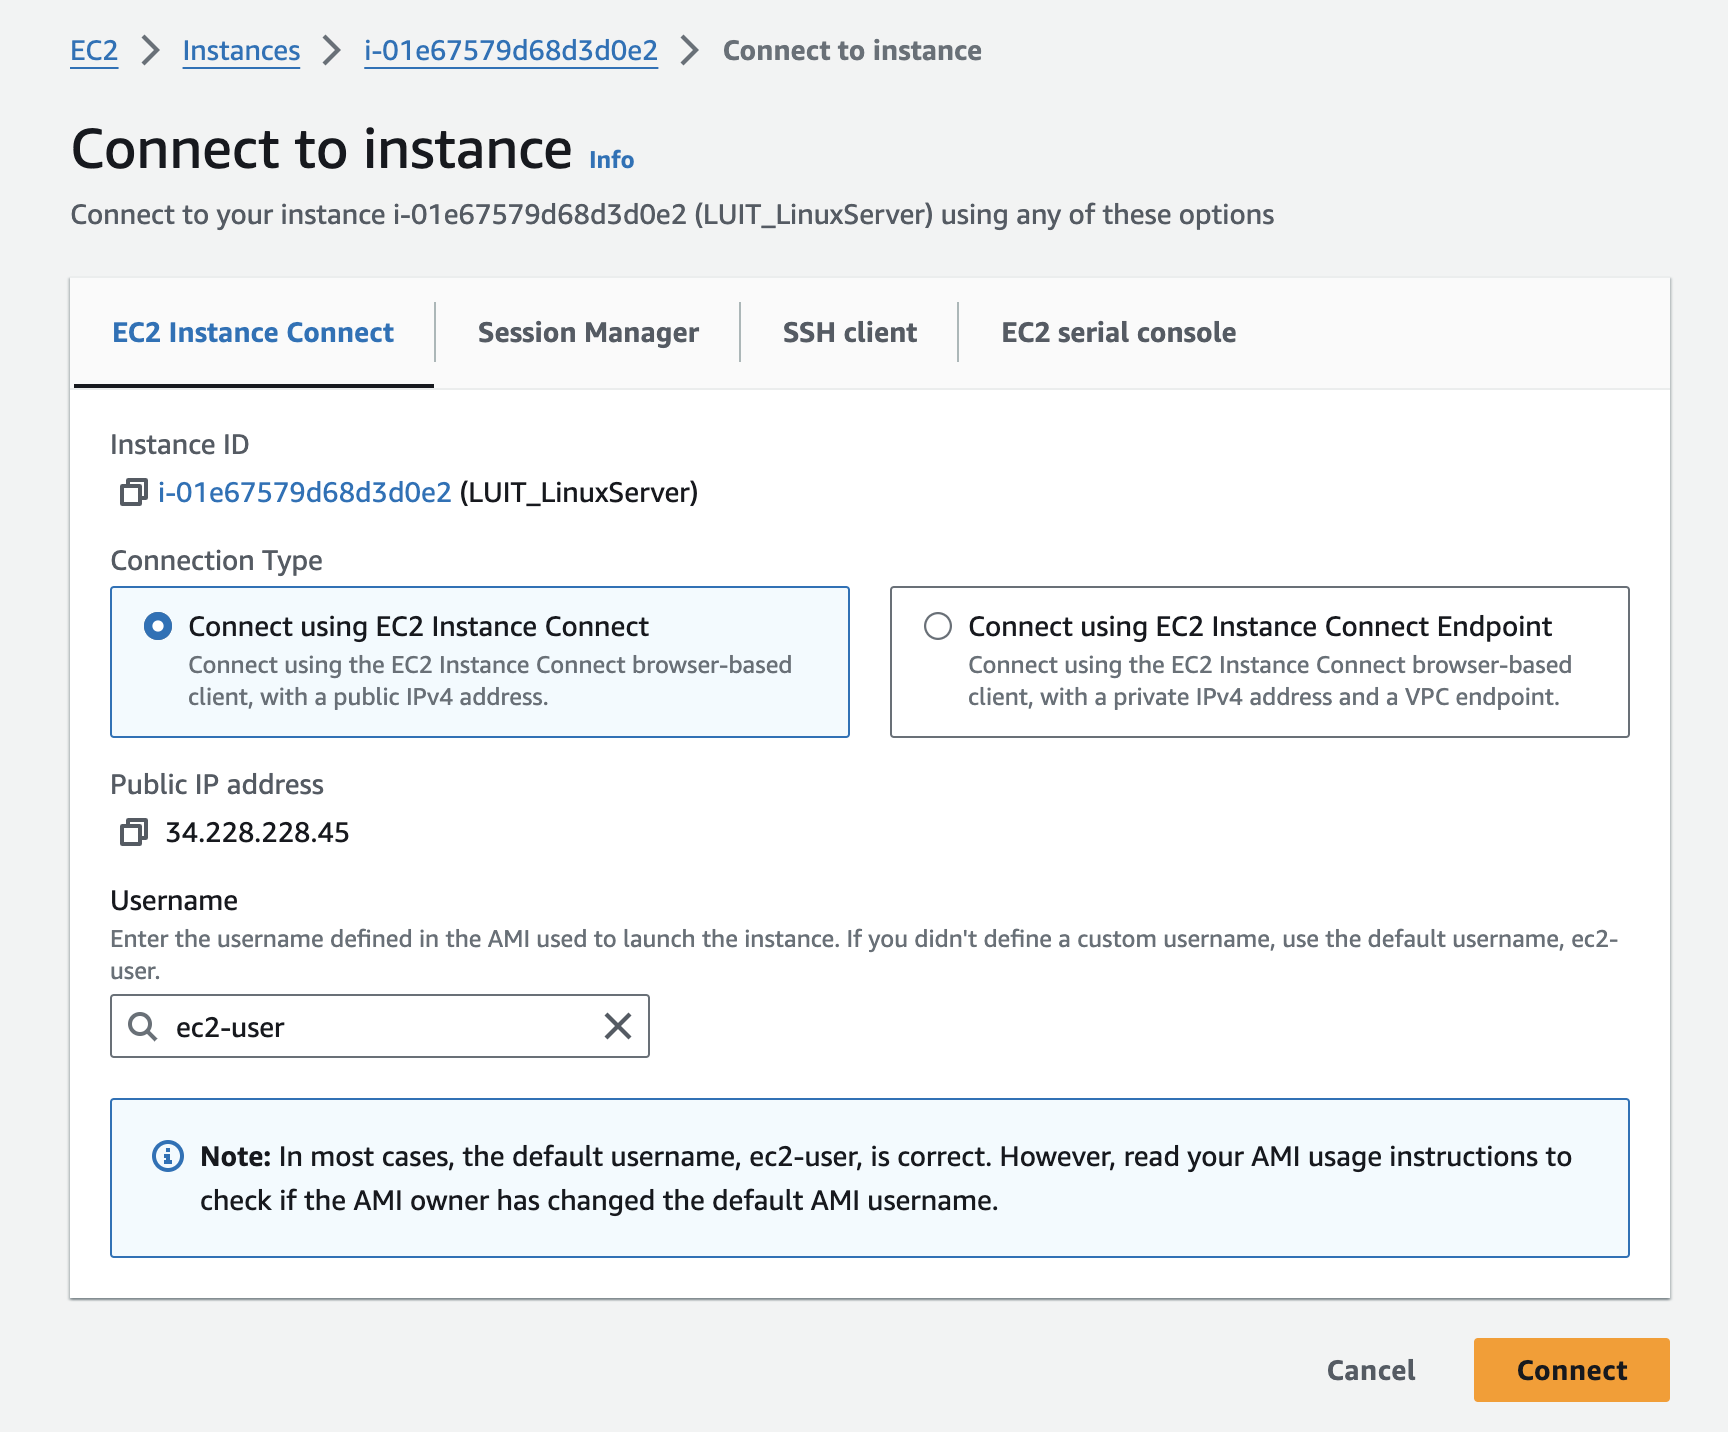 EC2 Instances i-01e67579d68d3d0e2 Connect to instance
Connect to instance Info
Connect to your instance i-01e67579d68d3d0e2 (LUIT_LinuxServer) using any of these options
EC2 Instance Connect Session Manager SSH client EC2 serial console
Instance ID
i-01e67579d68d3d0e2 (LUIT_LinuxServer)
Connection Type
Connect using EC2 Instance Connect
Connect using the EC2 Instance Connect browser-based
client, with a public IPv4 address.
Connect using EC2 Instance Connect Endpoint
Connect using the EC2 Instance Connect browser-based
client, with a private IPv4 address and a VPC endpoint.
Public IP address
34.228.228.45
Username
Enter the username defined in the AMI used to launch the instance. If you didn't define a custom username, use the default username, ec2-
user.
ec2-user
Note: In most cases, the default username, ec2-user, is correct. However, read your AMI usage instructions to
check if the AMI owner has changed the default AMI username.
Cancel Connect